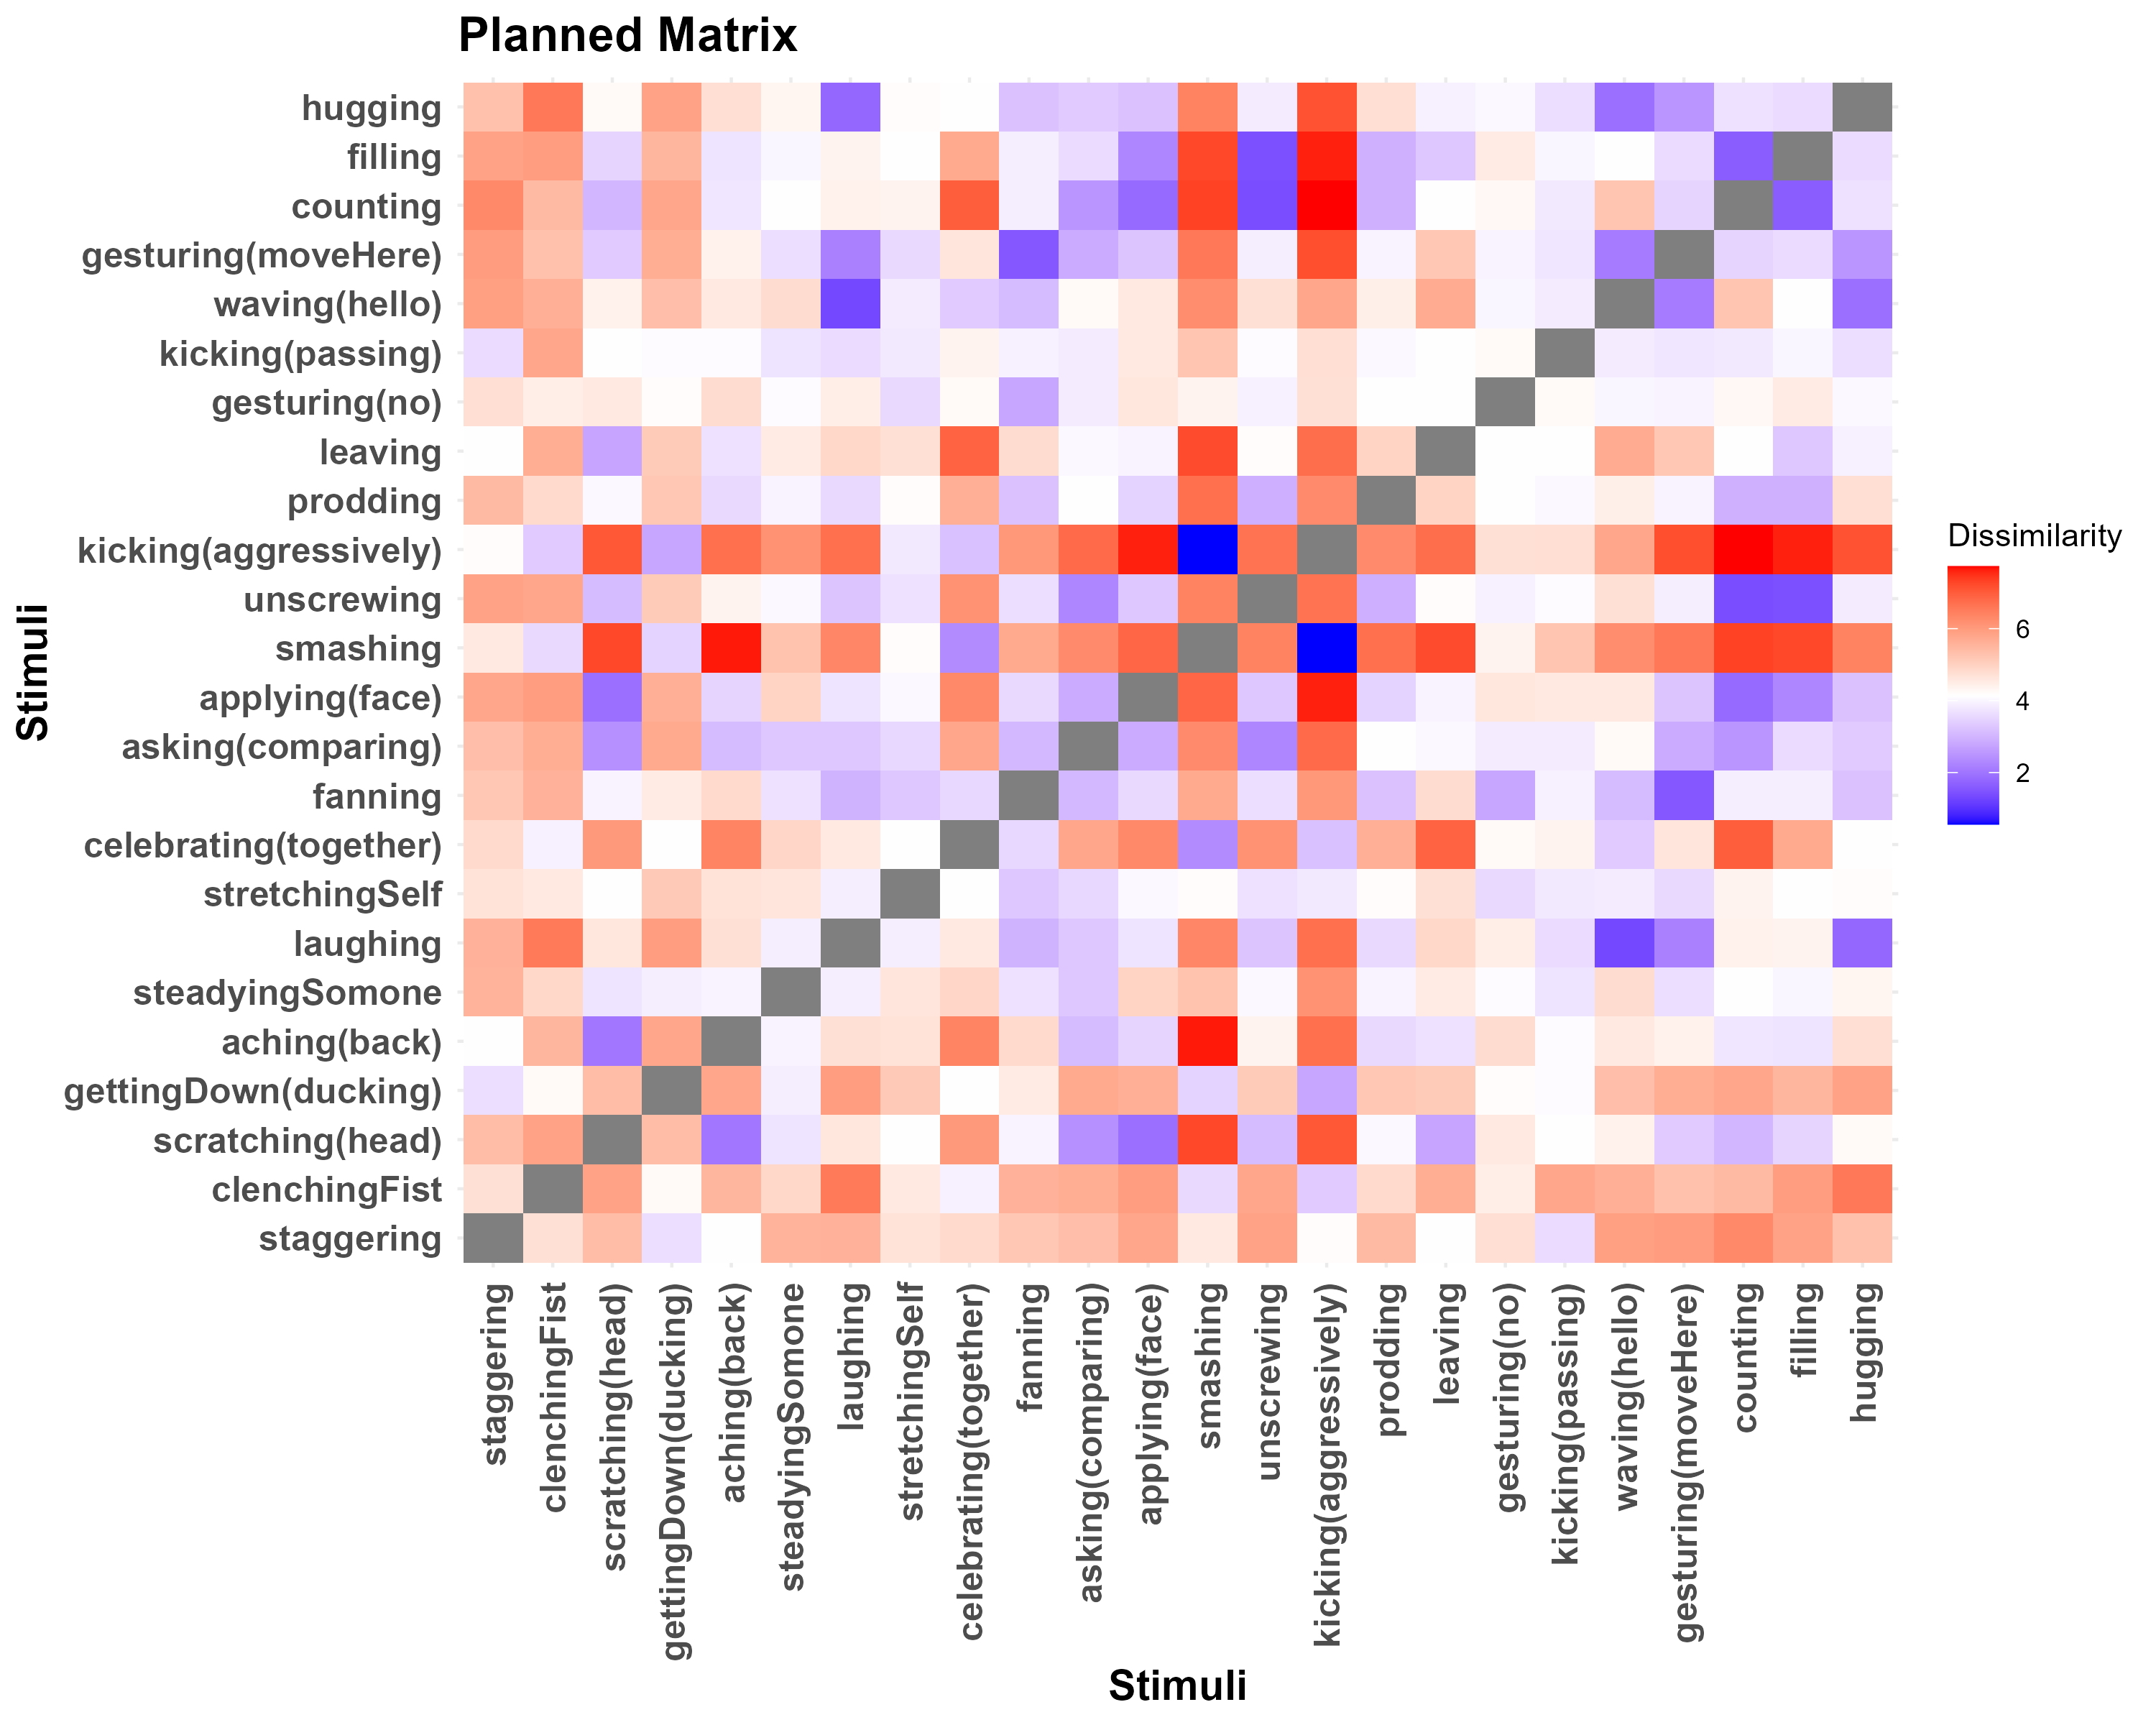 Planned Matrix
hugging
filling
counting
gesturing(moveHere)
waving(hello)
kicking(passing)
gesturing(no)
leaving
prodding
kicking(aggressively)
unscrewing
smashing
applying(face)
asking(comparing)
fanning
celebrating(together)
stretchingSelf
laughing
steadyingSomone
aching(back)
gettingDown(ducking)
scratching(head)
clenchingFist
staggering
Stimuli
staggering
clenchingFist
scratching(head)
gettingDown(ducking)
aching(back)
steadyingSomone
laughing
stretchingSelf
celebrating(together)
fanning
asking(comparing)
applying(face)
smashing
unscrewing
kicking(aggressively)
prodding
leaving
gesturing(no)
kicking(passing)
waving(hello)
gesturing(moveHere)
counting
filling
hugging
Stimuli
Dissimilarity
6
4
2